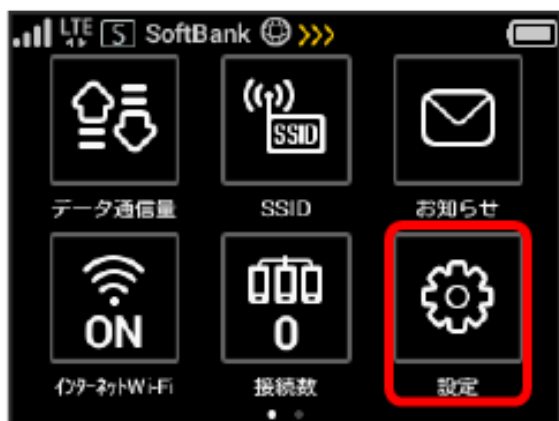 LTE S SoftBank
SSID
データ通信量 SSID お知らせ
ON 0
インターネットWi-Fi 接続数 設定